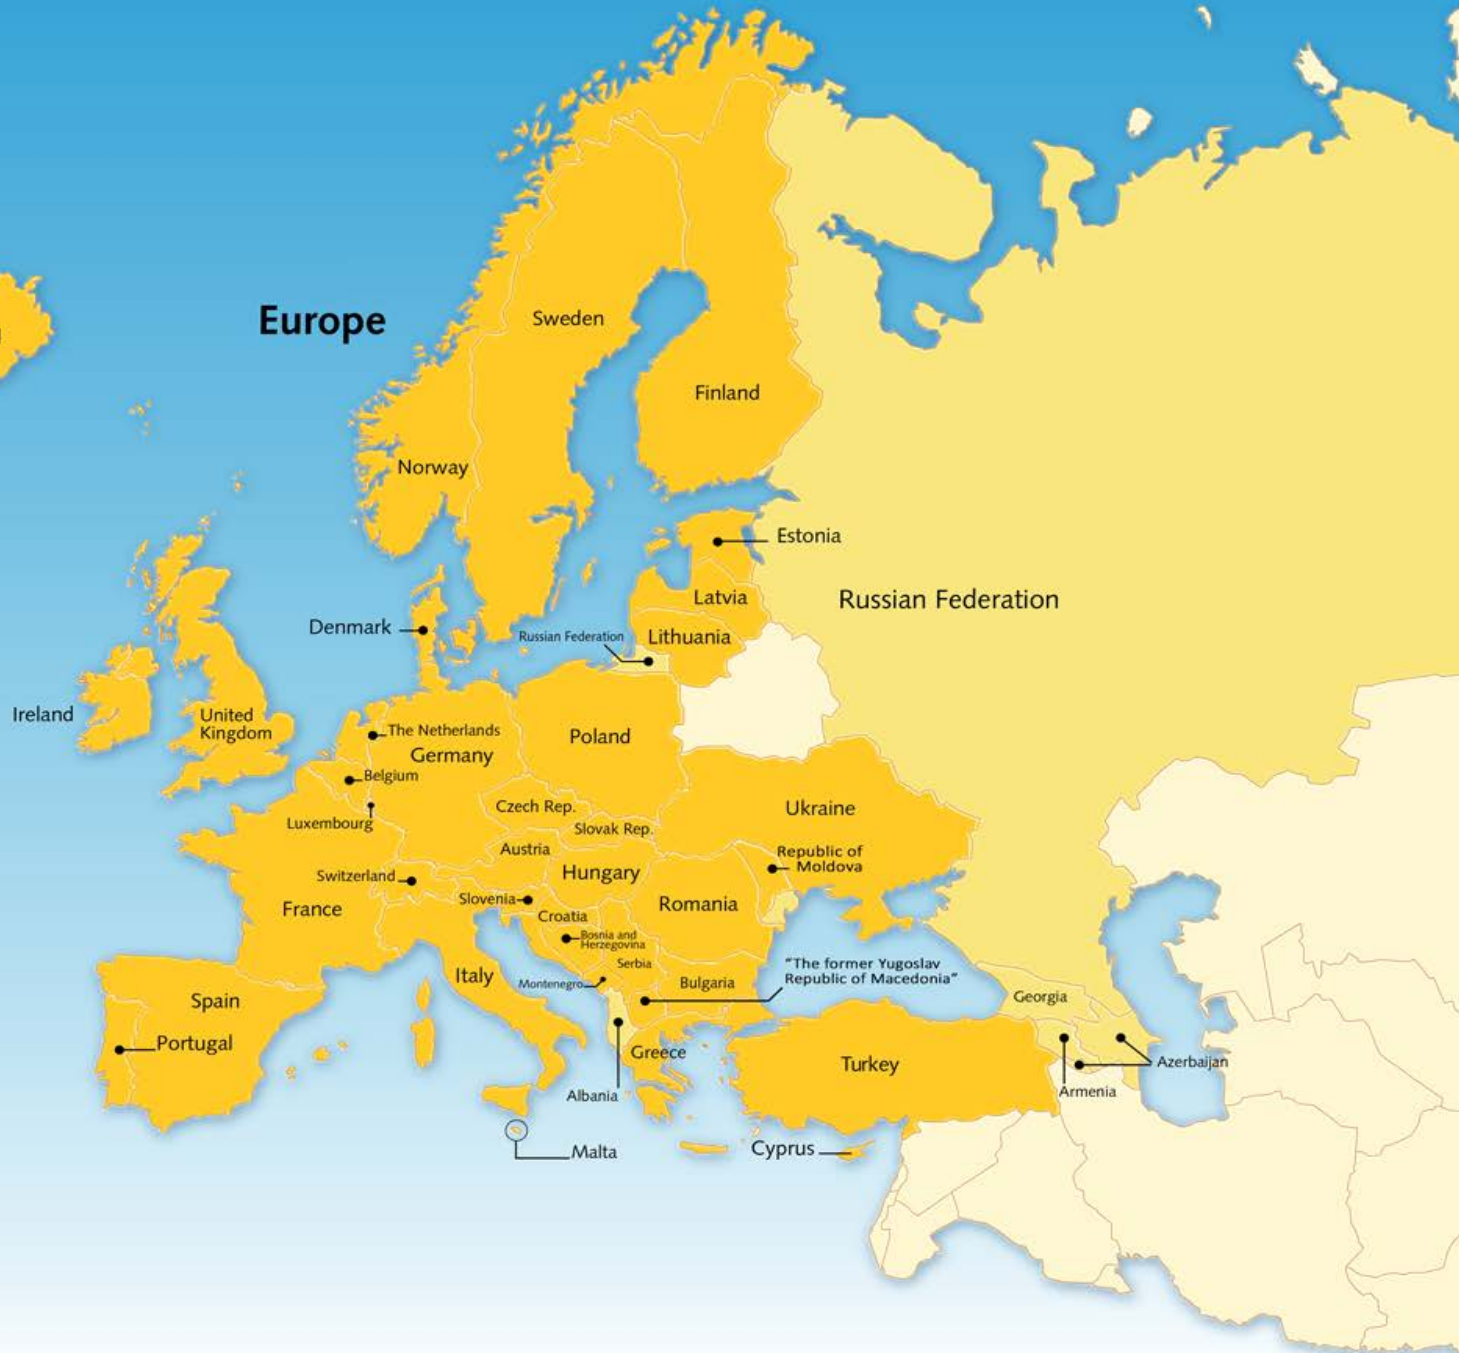 Europe
Sweden
Finland
Norway
Estonia
Russian Federation
Latvia
Denmark
Russian Federation
Lithuania
Ireland
United
Kingdom
The Netherlands
Poland
Germany
Belgium
Czech Rep.
Ukraine
Luxembourg
Slovak Rep.
Austria
Republic of
Moldova
Switzerland
Hungary
Slovenia
France
Romania
Croatia
Bosnia and
Herzegovina
Serbia
Italy
Montenegro
Bulgaria
"The former Yugoslav
Republic of Macedonia"
Spain
Georgia
Portugal
Greece
Turkey
Azerbaijan
Albania
Armenia
Malta
Cyprus